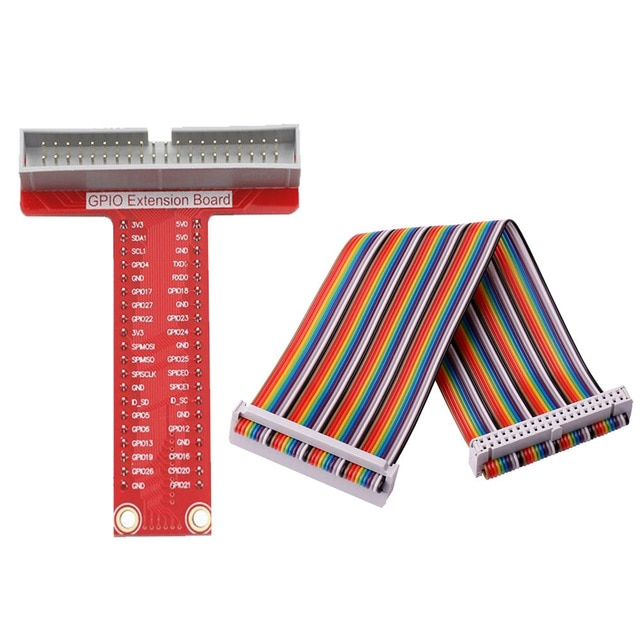 GPIO Extension Board
3V3 5V0
SDA1 5V0
SCL1 GND
GPIO4 TXD0
GND RXD0
GPIO17 GPIO18
GPIO27 GND
GPIO22 GPIO23
3V3 GPIO24
SPIMOSI GND
SPIMISO GPIO25
SPISCLK SPICE0
GND SPICE1
ID_SD ID_SC
GPIO5 GND
GPIO6 GPIO12
GPIO13 GND
GPIO19 GPIO16
GPIO26 GPIO20
GND GPIO21